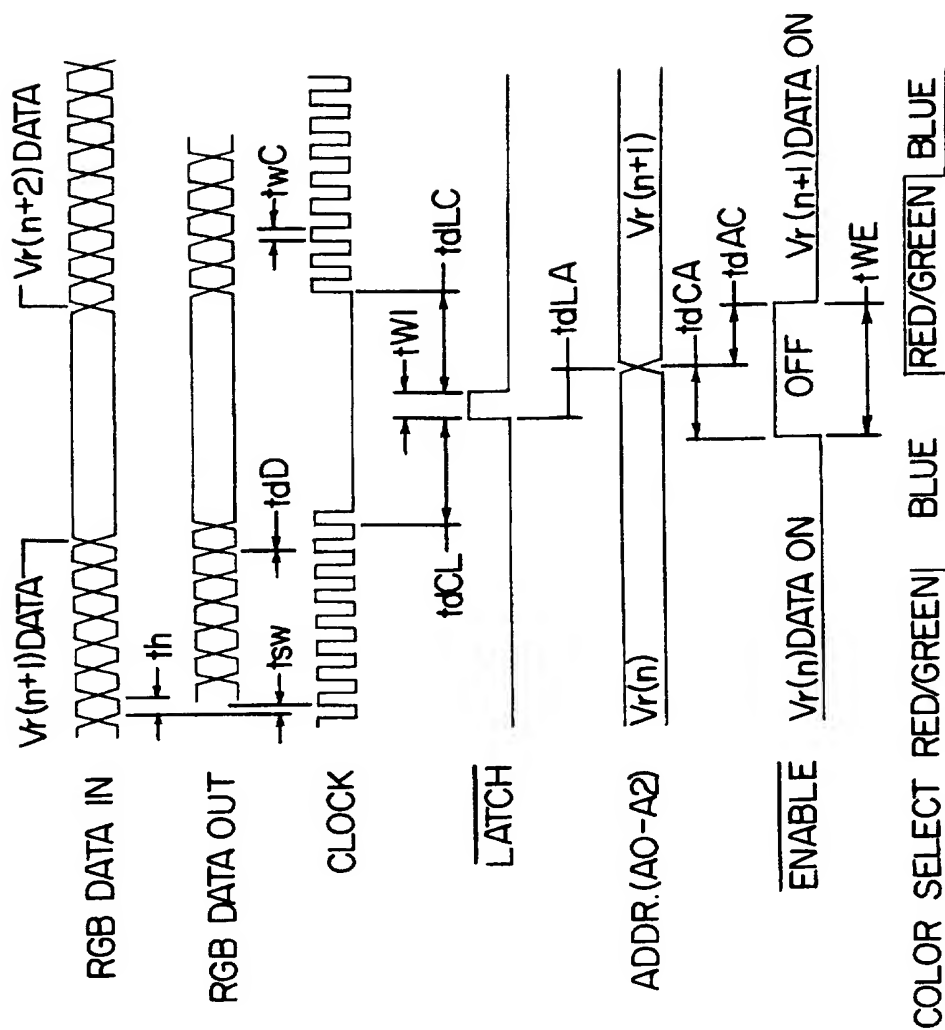 Vr(n+1)DATA
Vr(n+2)DATA
RGB DATA IN
th
RGB DATA OUT
tsw
tdD
twC
CLOCK
tdCL
tWl
tdLC
LATCH
tdLA
ADDR.(A0-A2)
Vr(n)
Vr(n+1)
tdCA
tdAC
ENABLE
Vr(n)DATA ON
OFF
Vr(n+1)DATA ON
tWE
COLOR SELECT RED/GREEN BLUE RED/GREEN BLUE